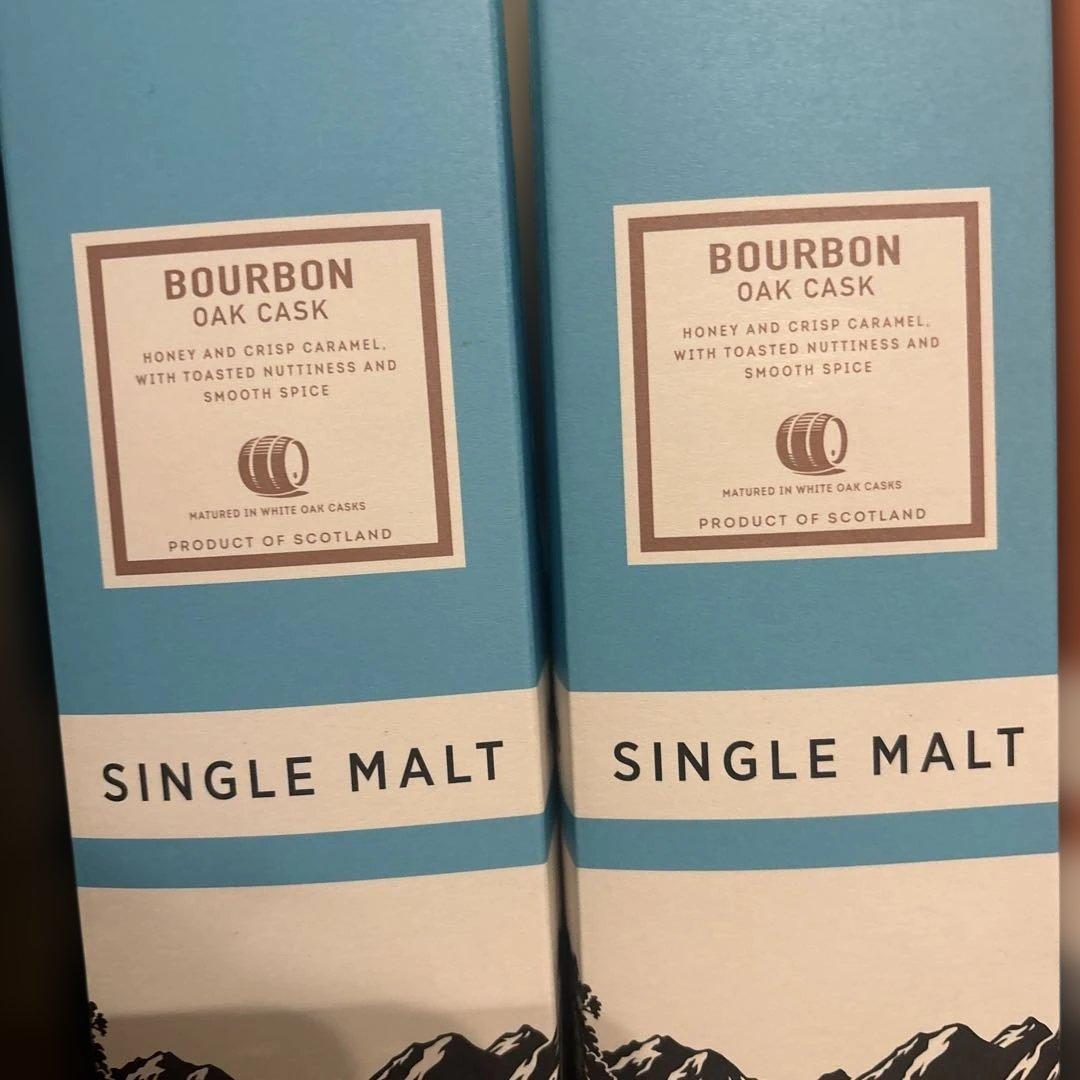 BOURBON
OAK CASK
HONEY AND CRISP CARAMEL,
WITH TOASTED NUTTINESS AND
SMOOTH SPICE
MATURED IN WHITE OAK CASKS
PRODUCT OF SCOTLAND
SINGLE MALT
BOURBON
OAK CASK
HONEY AND CRISP CARAMEL,
WITH TOASTED NUTTINESS AND
SMOOTH SPICE
MATURED IN WHITE OAK CASKS
PRODUCT OF SCOTLAND
SINGLE MALT